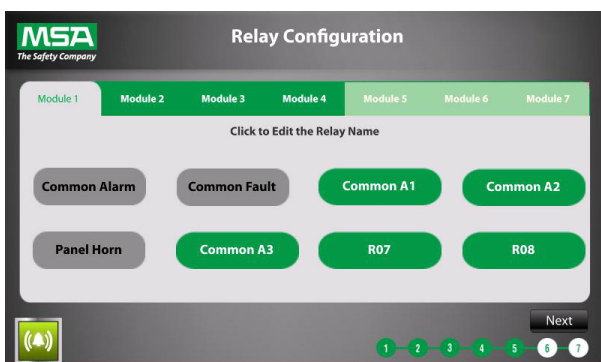 MSA
The Safety Company
Relay Configuration
Module 1 Module 2 Module 3 Module 4 Module 5 Module 6 Module 7
Click to Edit the Relay Name
Common Alarm Common Fault Common A1 Common A2
Panel Horn Common A3 R07 R08
Next
1 2 3 4 5 6 7